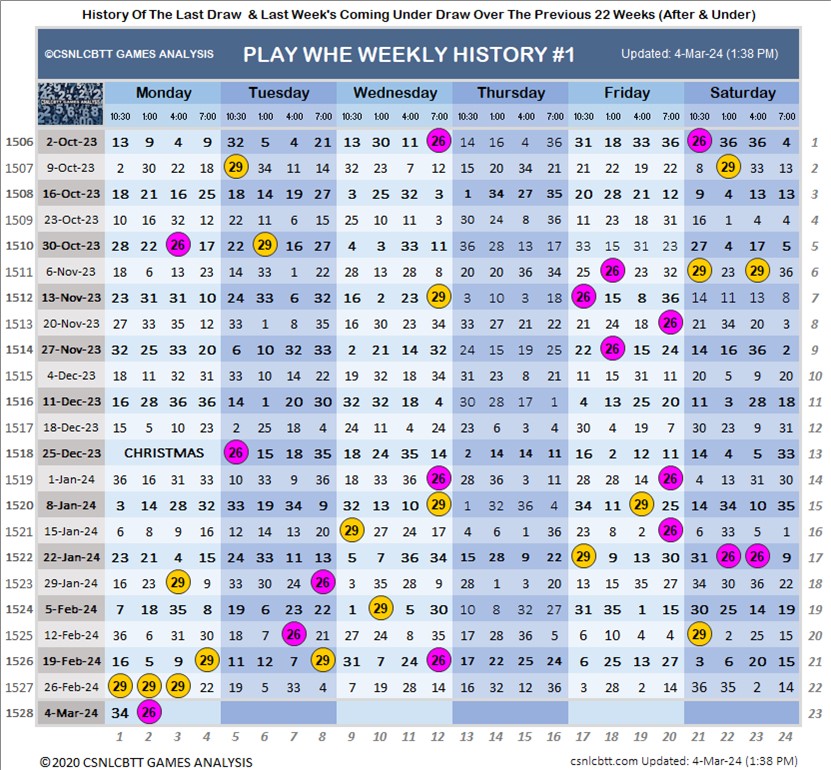 History Of The Last Draw & Last Week's Coming Under Draw Over The Previous 22 Weeks (After & Under)
©CSNLCBTT GAMES ANALYSIS PLAY WHE WEEKLY HISTORY #1 Updated: 4-Mar-24 (1:38 PM)
Monday Tuesday Wednesday Thursday Friday Saturday
10:30 1:00 4:00 7:00 10:30 1:00 4:00 7:00 10:30 1:00 4:00 7:00 10:30 1:00 4:00 7:00 10:30 1:00 4:00 7:00 10:30 1:00 4:00 7:00
1506 2-Oct-23 13 9 4 9 32 5 4 21 13 30 11 26 14 16 4 36 31 18 33 36 26 36 36 4 1
1507 9-Oct-23 2 30 22 18 29 34 11 14 32 23 7 12 15 20 34 21 21 22 19 22 8 29 23 13 2
1508 16-Oct-23 18 21 16 25 18 14 19 27 3 25 32 3 1 34 27 35 20 28 21 12 9 4 13 13 3
1509 23-Oct-23 10 16 32 12 22 11 6 15 25 10 11 3 30 24 8 36 11 23 18 31 16 1 4 4 4
1510 30-Oct-23 28 22 26 17 22 29 16 27 4 3 33 11 36 28 13 17 33 15 31 23 27 4 17 5 5
1511 6-Nov-23 18 6 13 23 14 33 1 22 28 13 28 8 20 20 36 34 25 26 23 32 29 23 29 36 6
1512 13-Nov-23 23 31 31 10 24 33 6 32 16 2 23 29 3 10 3 18 26 15 8 36 14 11 13 8 7
1513 20-Nov-23 27 33 35 12 33 1 8 35 16 30 5 34 33 27 21 22 21 24 18 26 21 34 20 3 8
1514 27-Nov-23 32 25 33 20 6 10 32 33 9 21 14 32 24 15 19 25 22 26 15 24 14 16 36 2 9
1515 4-Dec-23 18 11 32 31 33 10 14 22 19 32 18 34 31 23 8 21 11 15 31 11 20 5 9 20 10
1516 11-Dec-23 16 28 36 36 14 1 20 30 32 32 18 4 30 28 17 1 4 13 25 20 11 3 28 18 11
1517 18-Dec-23 15 5 10 23 2 25 18 4 24 11 4 24 23 6 3 4 30 4 19 7 30 23 9 31 12
1518 25-Dec-23 CHRISTMAS 26 15 18 35 18 24 35 14 2 14 14 11 16 2 12 11 14 4 5 33 13
1519 1-Jan-24 36 16 31 33 10 33 9 36 18 33 36 26 28 36 3 11 28 28 14 26 4 13 31 30 14
1520 8-Jan-24 3 14 28 32 33 19 34 9 32 13 10 29 1 32 36 4 34 11 29 25 14 34 10 35 15
1521 15-Jan-24 6 8 9 16 12 14 13 20 29 27 24 17 4 6 1 36 23 8 2 26 6 33 5 1 16
1522 22-Jan-24 23 21 4 15 24 33 11 13 5 7 36 34 15 28 9 22 29 9 13 30 31 26 26 9 17
1523 29-Jan-24 16 23 29 9 33 30 24 26 3 35 28 9 28 1 3 20 13 15 35 27 34 30 36 22 18
1524 5-Feb-24 7 18 35 8 19 6 23 22 1 29 5 30 10 8 32 27 31 35 1 15 30 25 14 19 19
1525 12-Feb-24 36 6 31 30 18 7 26 21 27 24 8 35 17 28 36 5 6 10 4 4 29 2 25 15 20
1526 19-Feb-24 16 5 9 29 11 12 7 29 31 7 24 26 17 22 25 24 6 25 13 27 3 6 20 15 21
1527 26-Feb-24 29 29 29 22 19 5 33 4 7 19 28 14 16 32 12 36 3 28 2 14 36 35 2 14 22
1528 4-Mar-24 34 26 23
1 2 3 4 5 6 7 8 9 10 11 12 13 14 15 16 17 18 19 20 21 22 23 24
©2020 CSNLCBTT GAMES ANALYSIS csnlcbtt.com Updated: 4-Mar-24 (1:38 PM)